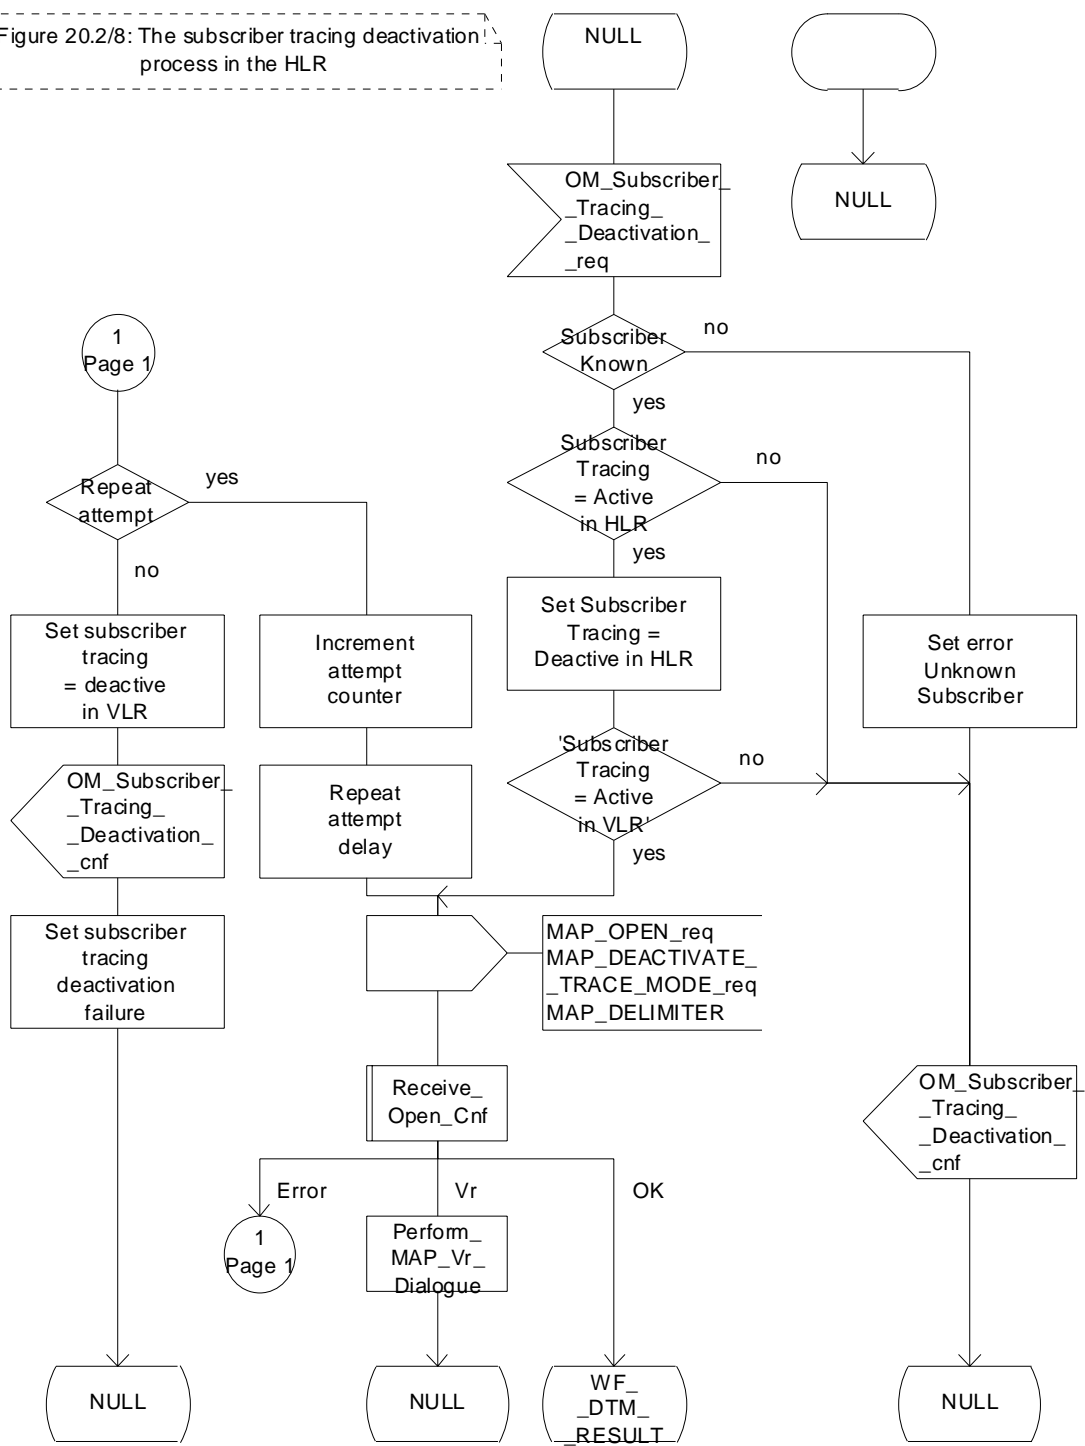 Figure 20.2/8: The subscriber tracing deactivation
process in the HLR
NULL
NULL
OM_Subscriber_
_Tracing_
_Deactivation_
_req
Subscriber
Known
no
yes
1
Page 1
Subscriber
Tracing
= Active
in HLR
no
yes
Repeat
attempt
yes
no
Set Subscriber
Tracing =
Deactive in HLR
Set subscriber
tracing
= deactive
in VLR
Increment
attempt
counter
Set error
Unknown
Subscriber
'Subscriber
Tracing
= Active
in VLR'
no
yes
OM_Subscriber_
_Tracing_
_Deactivation_
_cnf
Repeat
attempt
delay
Set subscriber
tracing
deactivation
failure
MAP_OPEN_req
MAP_DEACTIVATE_
_TRACE_MODE_req
MAP_DELIMITER
Receive_
Open_Cnf
OM_Subscriber_
_Tracing_
_Deactivation_
_cnf
Error
Vr
OK
1
Page 1
Perform_
MAP_Vr_
Dialogue
NULL
NULL
WF_
_DTM_
_RESULT
NULL